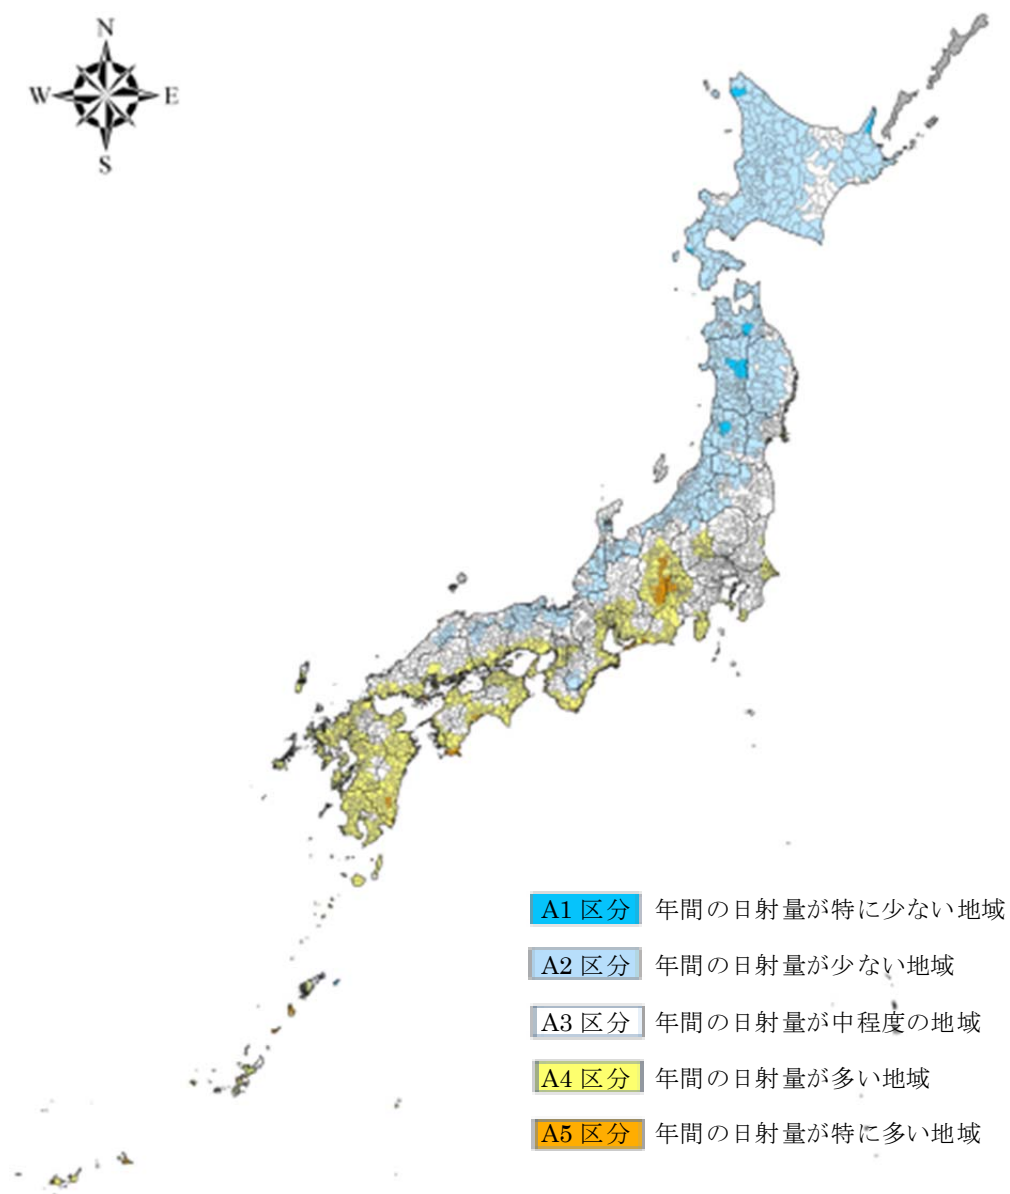 N
W E
S
A1 区分 年間の日射量が特に少ない地域
A2 区分 年間の日射量が少ない地域
A3 区分 年間の日射量が中程度の地域
A4 区分 年間の日射量が多い地域
A5 区分 年間の日射量が特に多い地域